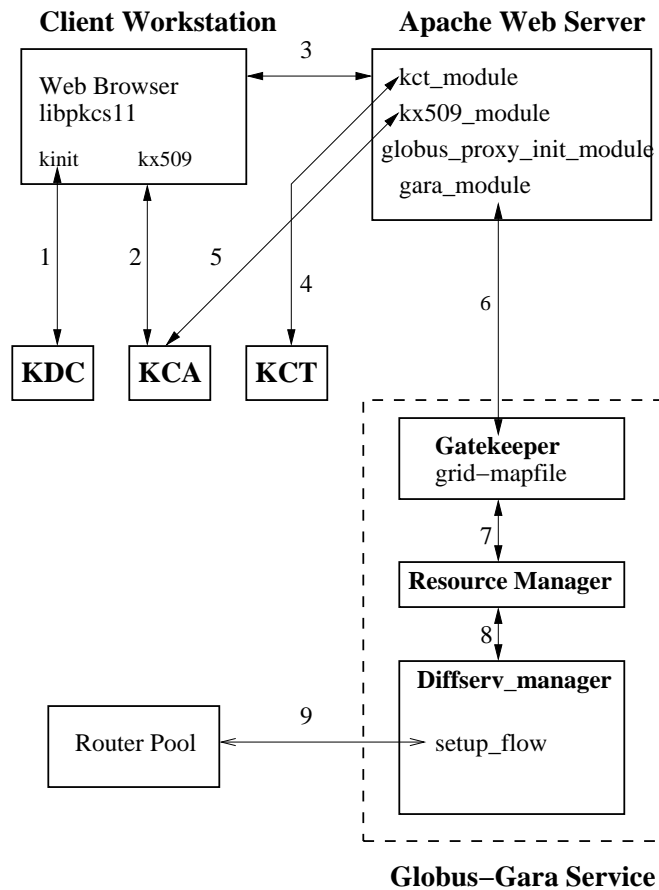 Client Workstation
Apache Web Server
3
Web Browser
libpkcs11
kinit
kx509
kct_module
kx509_module
globus_proxy_init_module
gara_module
1
2
5
4
6
KDC
KCA
KCT
Gatekeeper
grid−mapfile
7
Resource Manager
8
Diffserv_manager
9
Router Pool
setup_flow
Globus−Gara Service